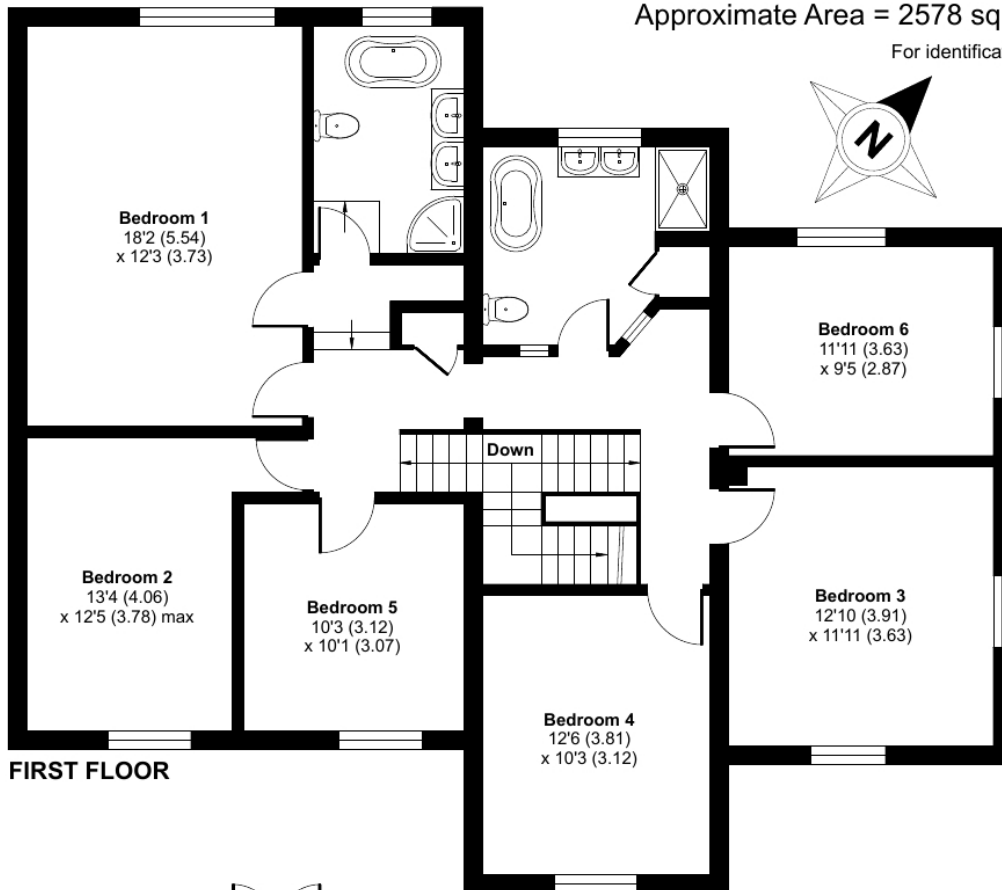 Approximate Area = 2578 sq
For identifica
N
Bedroom 1
18'2 (5.54)
x 12'3 (3.73)
Bedroom 6
11'11 (3.63)
x 9'5 (2.87)
Down
Bedroom 2
13'4 (4.06)
x 12'5 (3.78) max
Bedroom 5
10'3 (3.12)
x 10'1 (3.07)
Bedroom 3
12'10 (3.91)
x 11'11 (3.63)
Bedroom 4
12'6 (3.81)
x 10'3 (3.12)
FIRST FLOOR